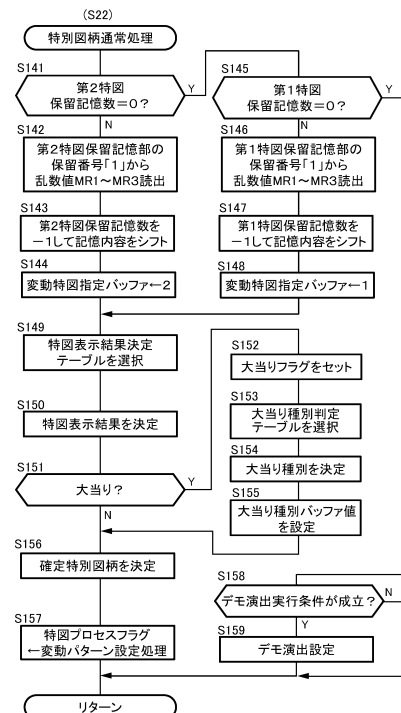 (S22)
特別図柄通常処理
S141
第2特図
保留記憶数=0?
Y
N
S142
第2特図保留記憶部の
保留番号「1」から
乱数値MR1～MR3読出
S143
第2特図保留記憶数を
－1して記憶内容をシフト
S144
変動特図指定バッファ←2
S145
第1特図
保留記憶数=0?
Y
N
S146
第1特図保留記憶部の
保留番号「1」から
乱数値MR1～MR3読出
S147
第1特図保留記憶数を
－1して記憶内容をシフト
S148
変動特図指定バッファ←1
S149
特図表示結果決定
テーブルを選択
S150
特図表示結果を決定
S151
大当り?
Y
N
S152
大当りフラグをセット
S153
大当り種別判定
テーブルを選択
S154
大当り種別を決定
S155
大当り種別バッファ値
を設定
S156
確定特別図柄を決定
S157
特図プロセスフラグ
←変動パターン設定処理
S158
デモ演出実行条件が成立?
N
Y
S159
デモ演出設定
リターン